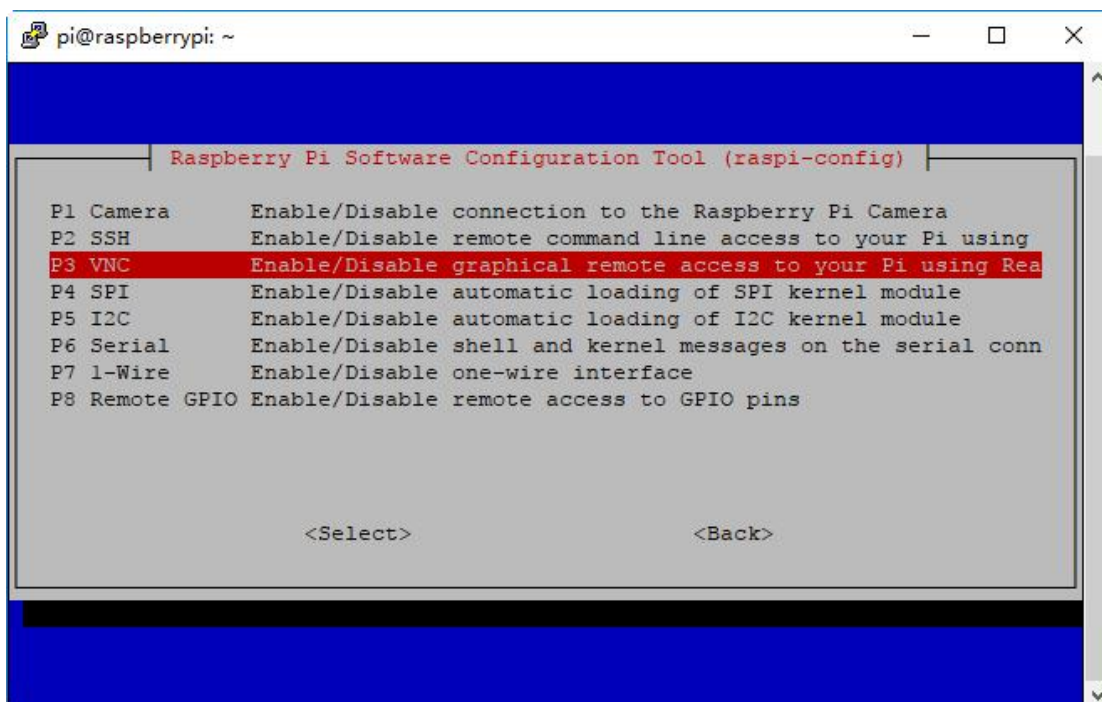 pi@raspberrypi: ~
Raspberry Pi Software Configuration Tool (raspi-config)
P1 Camera Enable/Disable connection to the Raspberry Pi Camera
P2 SSH Enable/Disable remote command line access to your Pi using
P3 VNC Enable/Disable graphical remote access to your Pi using Rea
P4 SPI Enable/Disable automatic loading of SPI kernel module
P5 I2C Enable/Disable automatic loading of I2C kernel module
P6 Serial Enable/Disable shell and kernel messages on the serial conn
P7 1-Wire Enable/Disable one-wire interface
P8 Remote GPIO Enable/Disable remote access to GPIO pins
<Select> <Back>